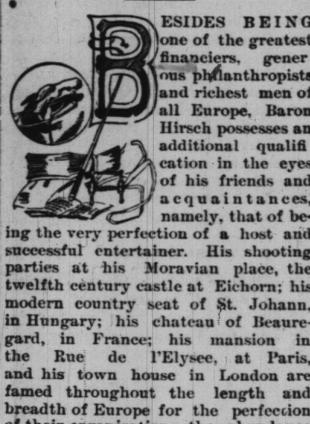 BESIDES BEING
one of the greatest
financiers, gener
ous philanthropists
and richest men of
all Europe, Baron
Hirsch possesses an
additional qualifi
cation in the eyes
of his friends and
acquaintances,
namely, that of be-
ing the very perfection of a host and
successful entertainer. His shooting
parties at his Moravian place, the
twelfth century castle at Eichorn; his
modern country seat of St. Johann,
in Hungary; his chateau of Beaure-
gard, in France; his mansion in
the Rue de l'Elysee, at Paris,
and his town house in London are
famed throughout the length and
breadth of Europe for the perfection